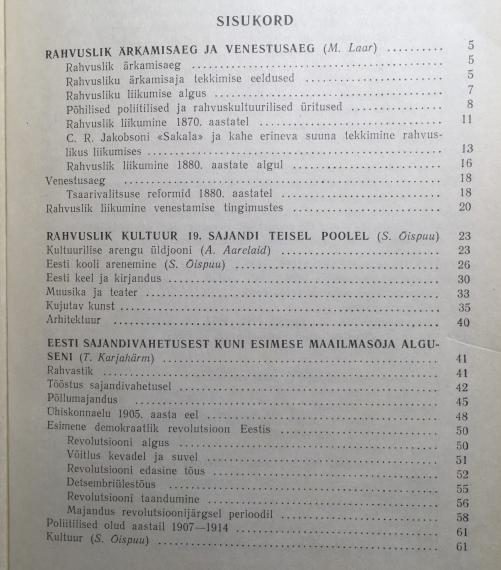 SISUKORD
RAHVUSLIK ÄRKAMISAEG JA VENESTUSAEG (M. Laar) .......... 5
Rahvuslik ärkamisaeg .......... 5
Rahvusliku ärkamisaja tekkimise eeldused .......... 5
Rahvusliku liikumise algus .......... 7
Põhilised poliitilised ja rahvuskultuurilised üritused .......... 8
Rahvuslik liikumine 1870. aastatel .......... 11
C. R. Jakobsoni «Sakala» ja kahe erineva suuna tekkimine rahvus-
likus liikumises .......... 13
Rahvuslik liikumine 1880. aastate algul .......... 16
Venestusaeg .......... 18
Tsaarivalitsuse reformid 1880. aastatel .......... 18
Rahvuslik liikumine venestamise tingimustes .......... 20
RAHVUSLIK KULTUUR 19. SAJANDI TEISEL POOLEL (S. Õispuu) 23
Kultuurilise arengu üldjooni (A. Aarelaid) .......... 23
Eesti kooli arenemine (S. Õispuu) .......... 26
Eesti keel ja kirjandus .......... 30
Muusika ja teater .......... 33
Kujutav kunst .......... 35
Arhitektuur .......... 40
EESTI SAJANDIVAHETUSEST KUNI ESIMESE MAAILMASÕJA ALGU-
SENI (T. Karjahärm) .......... 41
Rahvastik .......... 41
Tööstus sajandivahetusel .......... 42
Põllumajandus .......... 45
Ühiskonnaelu 1905. aasta eel .......... 48
Esimene demokraatlik revolutsioon Eestis .......... 50
Revolutsiooni algus .......... 50
Võitlus kevadel ja suvel .......... 51
Revolutsiooni edasine tõus .......... 52
Detsembriülestõus .......... 55
Revolutsiooni taandumine .......... 56
Majandus revolutsioonijärgsel perioodil .......... 58
Poliitilised olud aastail 1907—1914 .......... 61
Kultuur (S. Õispuu) .......... 61